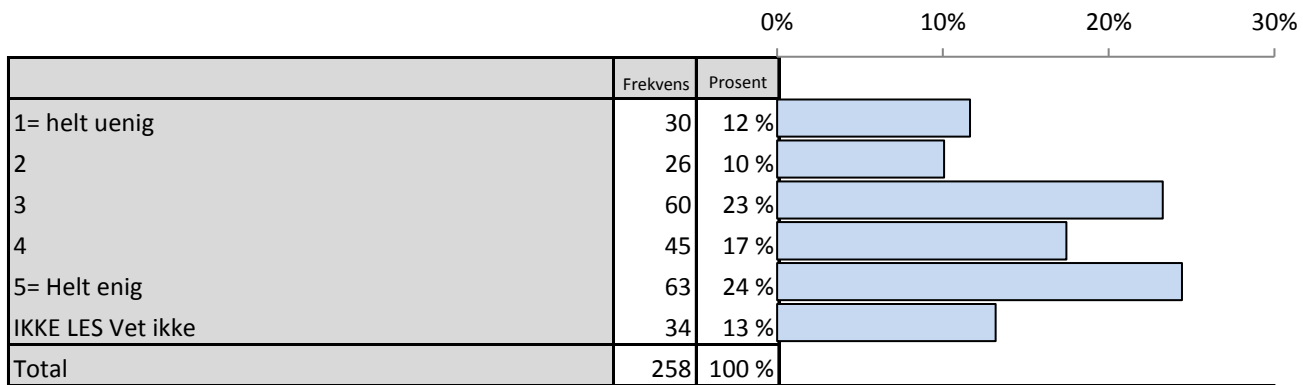 0% 10% 20% 30%
Frekvens Prosent
1= helt uenig 30 12 %
2 26 10 %
3 60 23 %
4 45 17 %
5= Helt enig 63 24 %
IKKE LES Vet ikke 34 13 %
Total 258 100 %